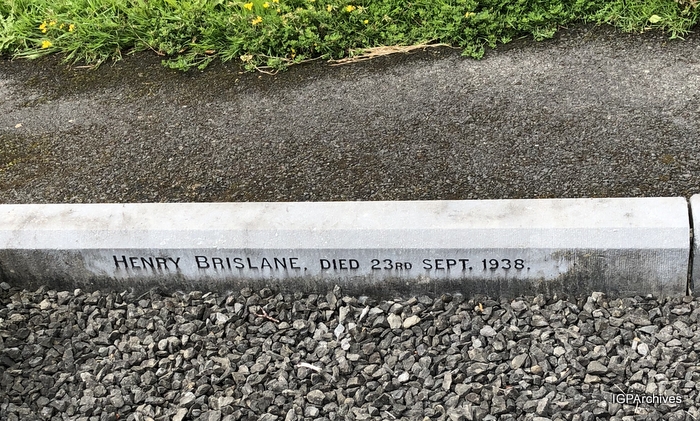 HENRY BRISLANE, DIED 23RD SEPT. 1938.
IGPArchives